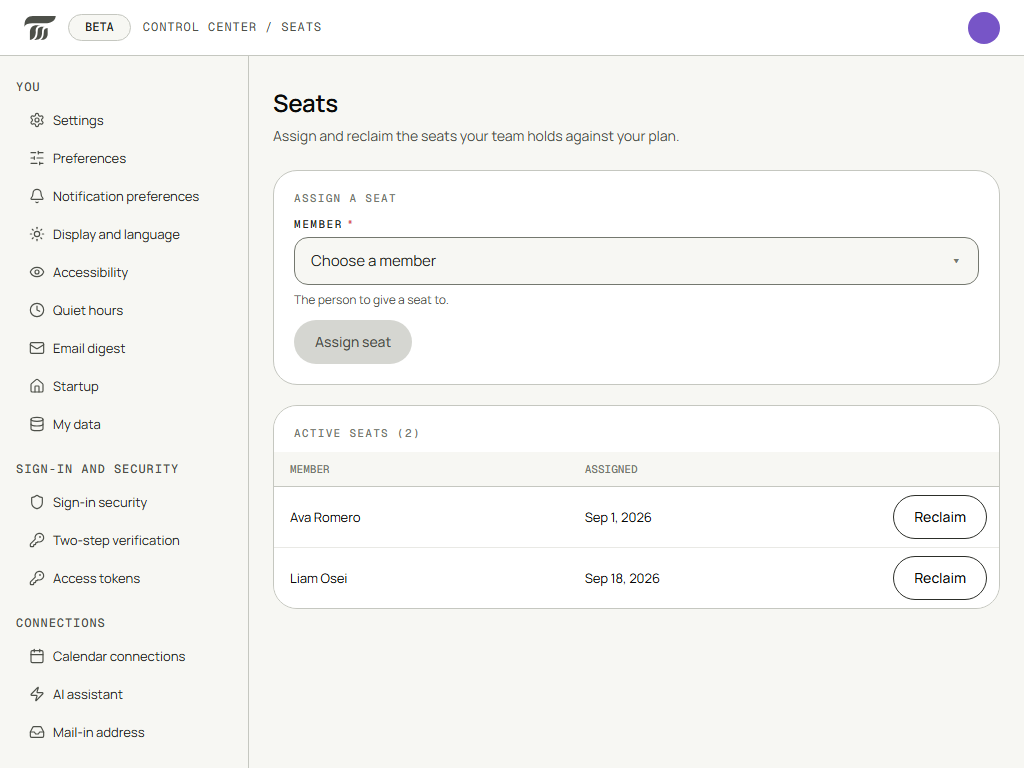 BETA
CONTROL CENTER / SEATS
YOU
Settings
Preferences
Notification preferences
Display and language
Accessibility
Quiet hours
Email digest
Startup
My data
SIGN-IN AND SECURITY
Sign-in security
Two-step verification
Access tokens
CONNECTIONS
Calendar connections
AI assistant
Mail-in address
Seats
Assign and reclaim the seats your team holds against your plan.
ASSIGN A SEAT
MEMBER *
Choose a member
The person to give a seat to.
Assign seat
ACTIVE SEATS (2)
MEMBER ASSIGNED
Ava Romero Sep 1, 2026 Reclaim
Liam Osei Sep 18, 2026 Reclaim